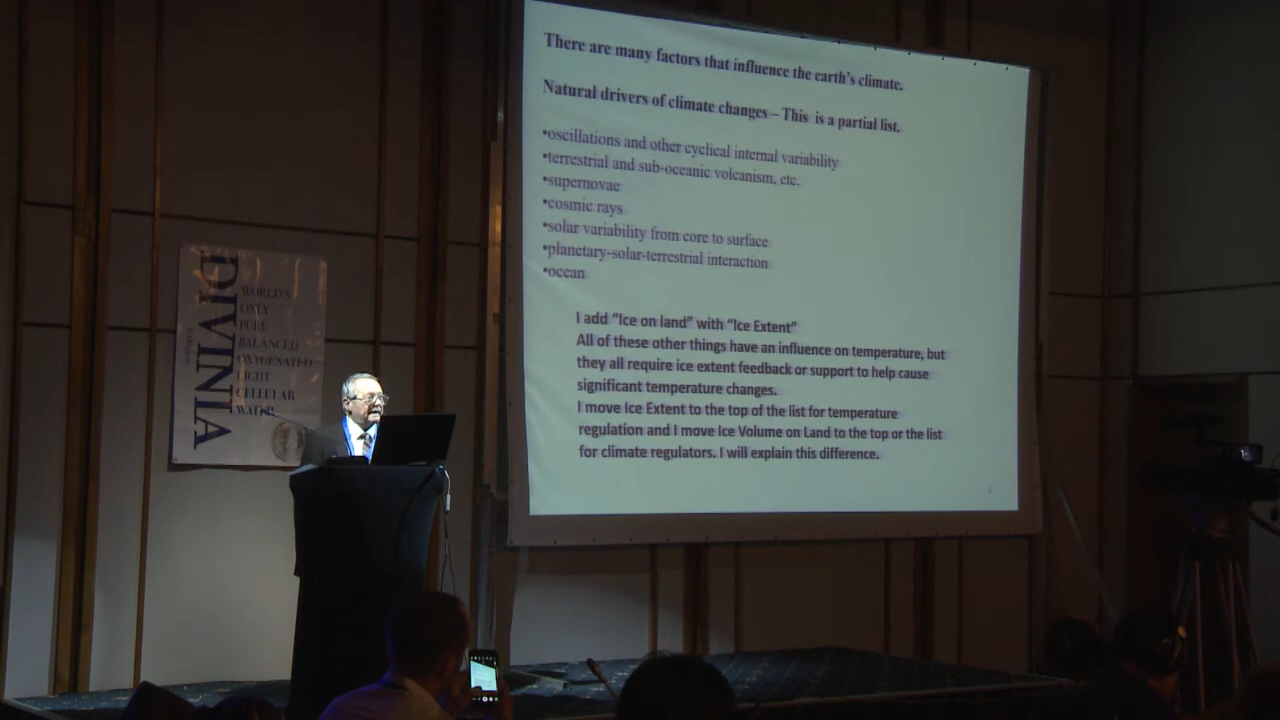 There are many factors that influence the earth's climate.
Natural drivers of climate changes – This is a partial list.
•oscillations and other cyclical internal variability
•terrestrial and sub-oceanic volcanism, etc.
•supernovae
•cosmic rays
•solar variability from core to surface
•planetary-solar-terrestrial interaction
•ocean
I add "Ice on land" with "Ice Extent"
All of these other things have an influence on temperature, but
they all require ice extent feedback or support to help cause
significant temperature changes.
I move Ice Extent to the top of the list for temperature
regulation and I move Ice Volume on Land to the top or the list
for climate regulators. I will explain this difference.
DIVINIA
WORLD'S
ONLY
PURE
BALANCED
OXYGENATED
LIGHT
CELLULAR
WATER